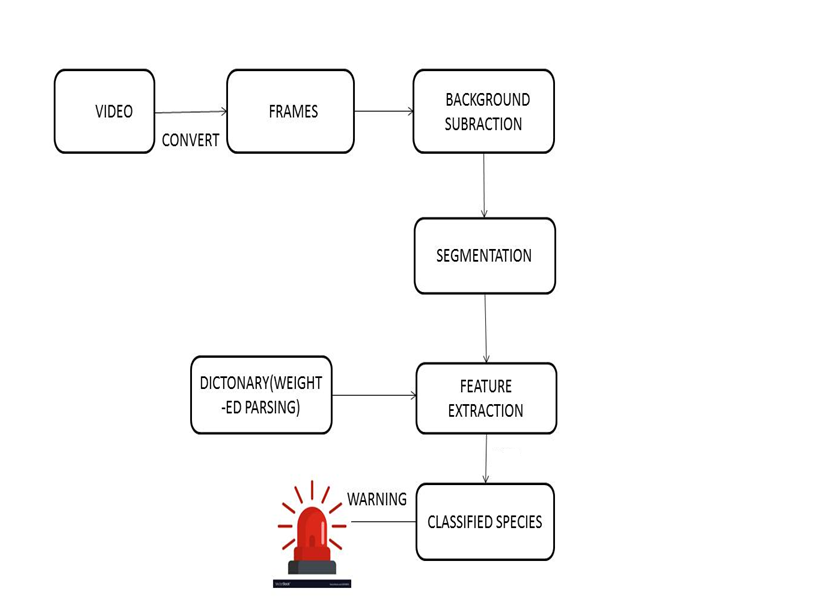 VIDEO
CONVERT
FRAMES
BACKGROUND
SUBRACTION
SEGMENTATION
DICTONARY(WEIGHT
-ED PARSING)
FEATURE
EXTRACTION
WARNING
CLASSIFIED SPECIES